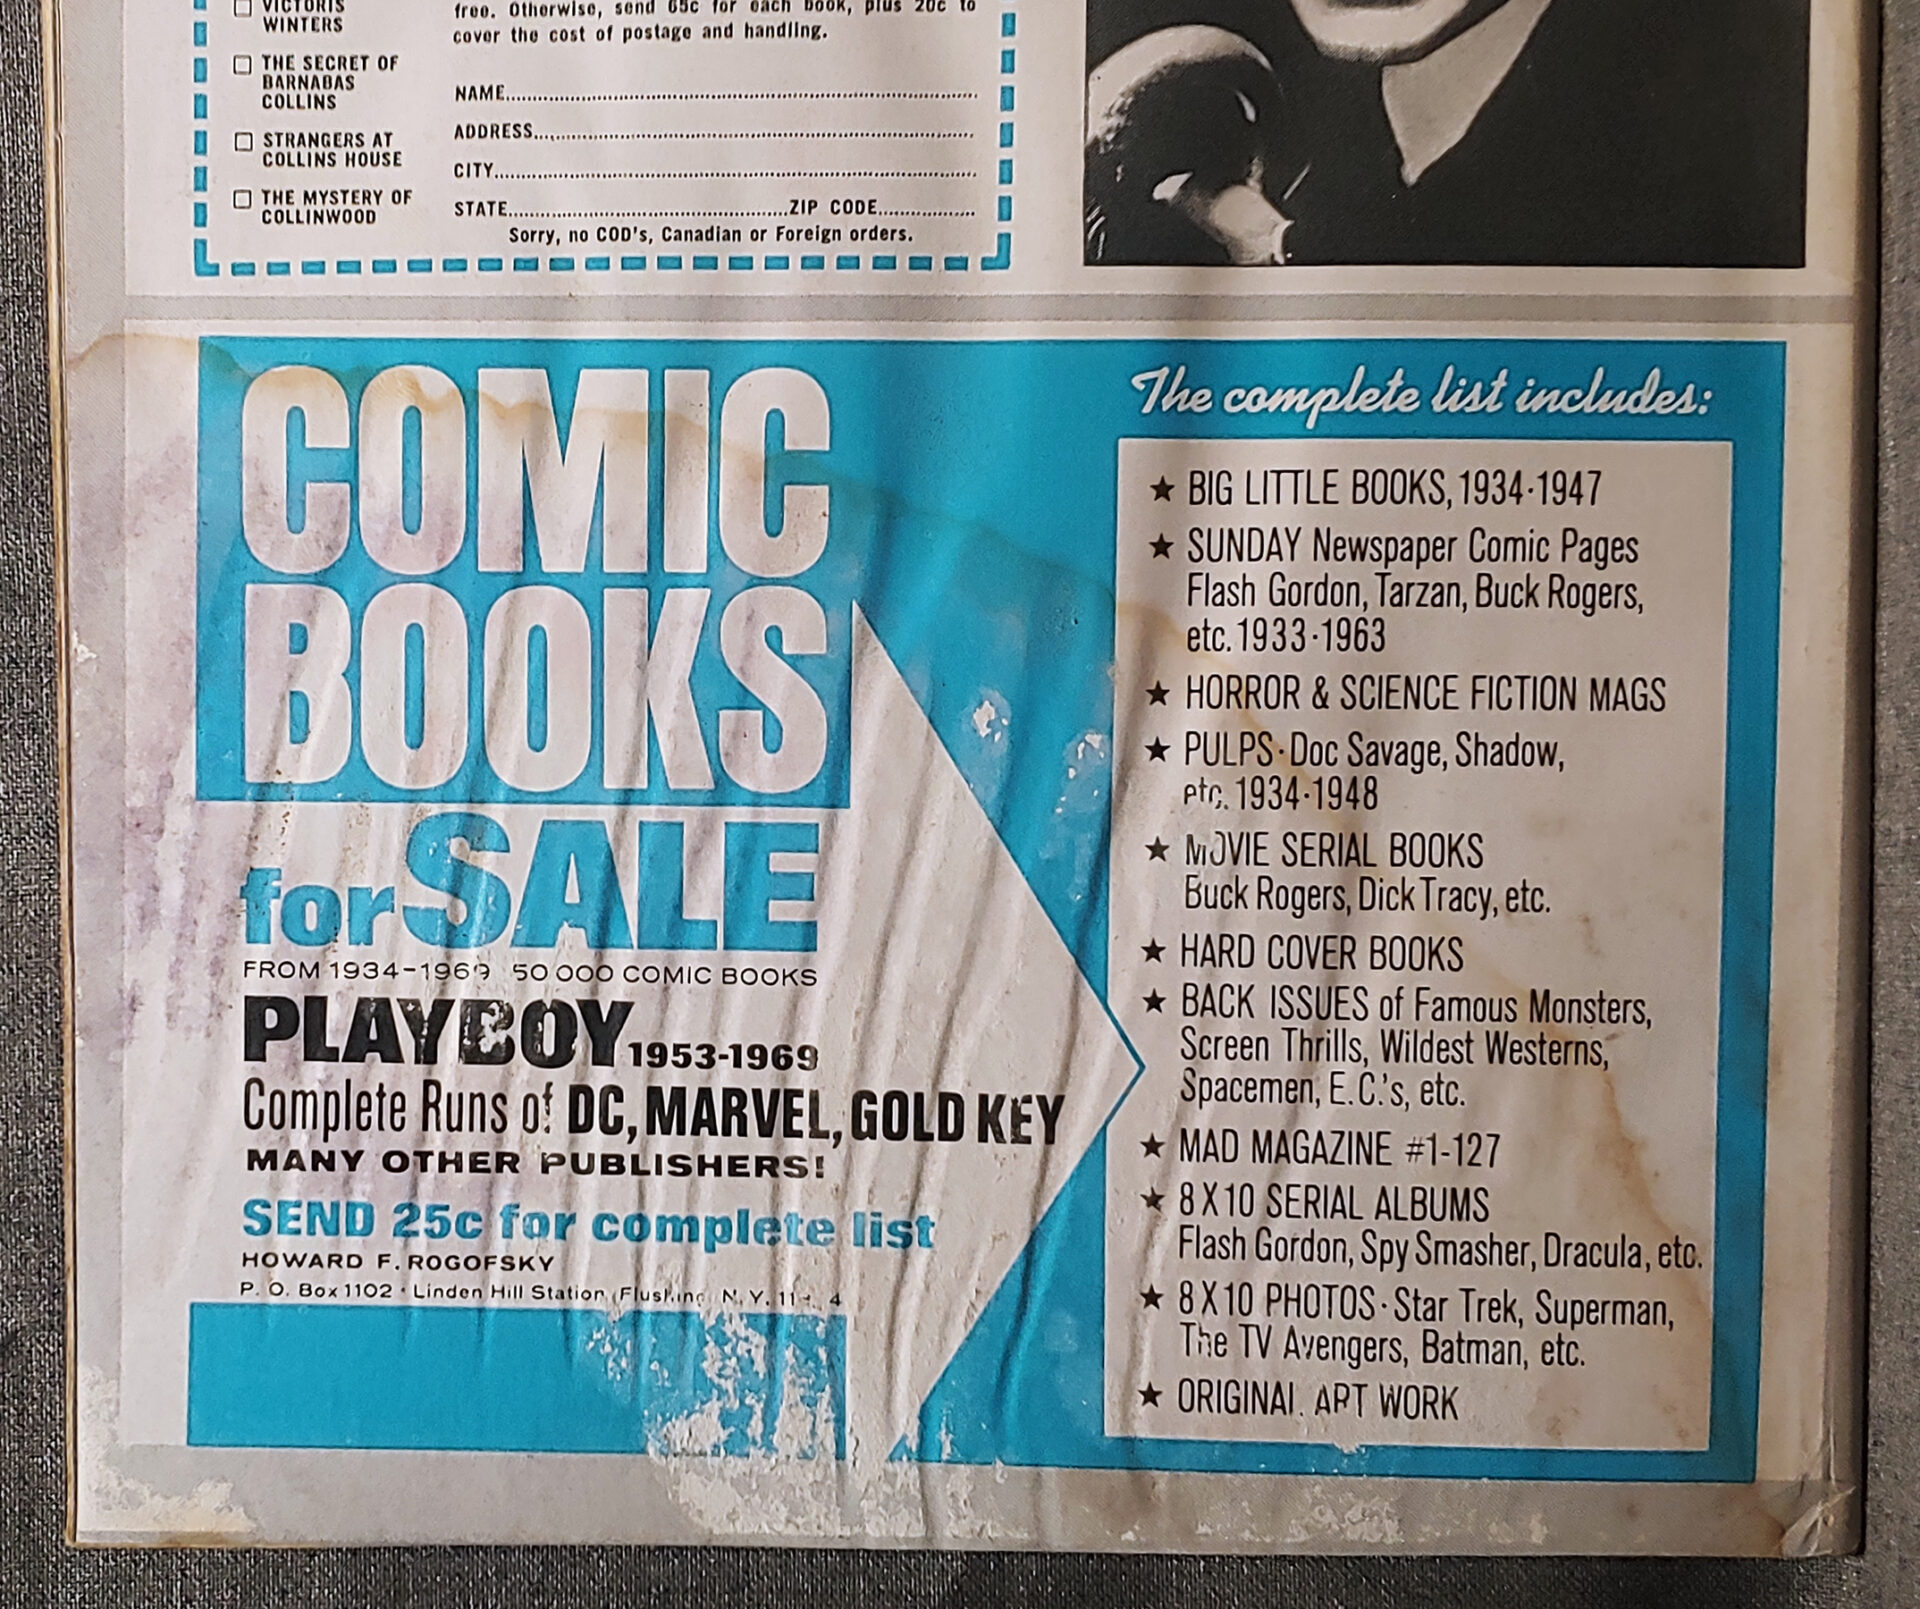 VICTORIS
WINTERS
THE SECRET OF
BARNABAS
COLLINS
STRANGERS AT
COLLINS HOUSE
THE MYSTERY OF
COLLINWOOD
free. Otherwise, send 65c for each book, plus 20c to
cover the cost of postage and handling.
NAME
ADDRESS
CITY
STATE ZIP CODE
Sorry, no COD's, Canadian or Foreign orders.
COMIC
BOOKS
for SALE
FROM 1934-1969 50 000 COMIC BOOKS
PLAYBOY 1953-1969
Complete Runs of DC, MARVEL, GOLD KEY
MANY OTHER PUBLISHERS!
SEND 25c for complete list
HOWARD F. ROGOFSKY
P. O. Box 1102 · Linden Hill Station, Flushing N. Y.
The complete list includes:
★ BIG LITTLE BOOKS, 1934-1947
★ SUNDAY Newspaper Comic Pages
Flash Gordon, Tarzan, Buck Rogers,
etc. 1933-1963
★ HORROR & SCIENCE FICTION MAGS
★ PULPS · Doc Savage, Shadow,
etc. 1934-1948
★ MOVIE SERIAL BOOKS
Buck Rogers, Dick Tracy, etc.
★ HARD COVER BOOKS
★ BACK ISSUES of Famous Monsters,
Screen Thrills, Wildest Westerns,
Spacemen, E.C.'s, etc.
★ MAD MAGAZINE #1-127
★ 8 X 10 SERIAL ALBUMS
Flash Gordon, Spy Smasher, Dracula, etc.
★ 8 X 10 PHOTOS · Star Trek, Superman,
The TV Avengers, Batman, etc.
★ ORIGINAL ART WORK